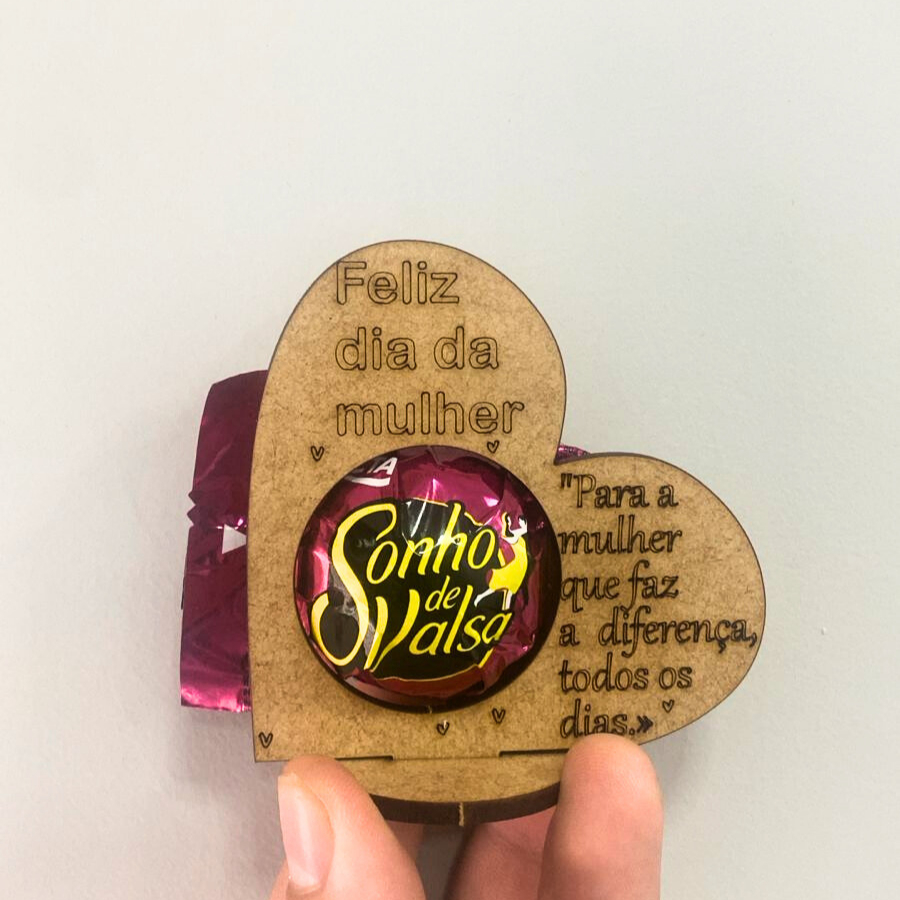 Feliz
dia da
mulher
Sonho
de
Valsa
"Para a
mulher
que faz
a diferença,
todos os
dias.»